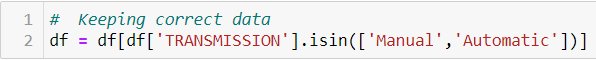 1 #  Keeping correct data
2 df = df[df['TRANSMISSION'].isin(['Manual','Automatic'])]